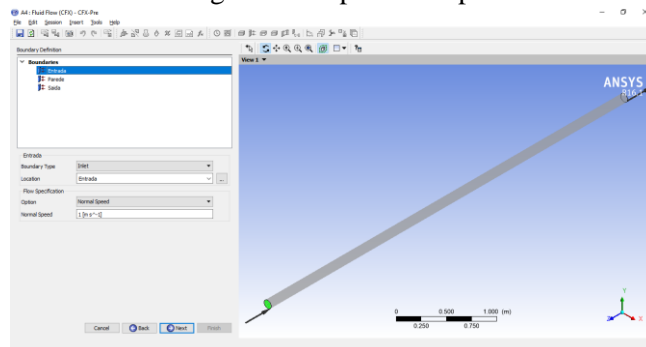 A4 : Fluid Flow (CFX) - CFX-Pre
File Edit Session Insert Tools Help
Boundary Definition
Boundaries
Entrada
Parede
Saida
Entrada
Boundary Type
Inlet
Location
Entrada
...
Flow Specification
Option
Normal Speed
Normal Speed
1 [m s^-1]
Cancel
Back
Next
Finish
View 1
ANSYS
R16.1
0 0.500 1.000 (m)
0.250 0.750
Y
Z X